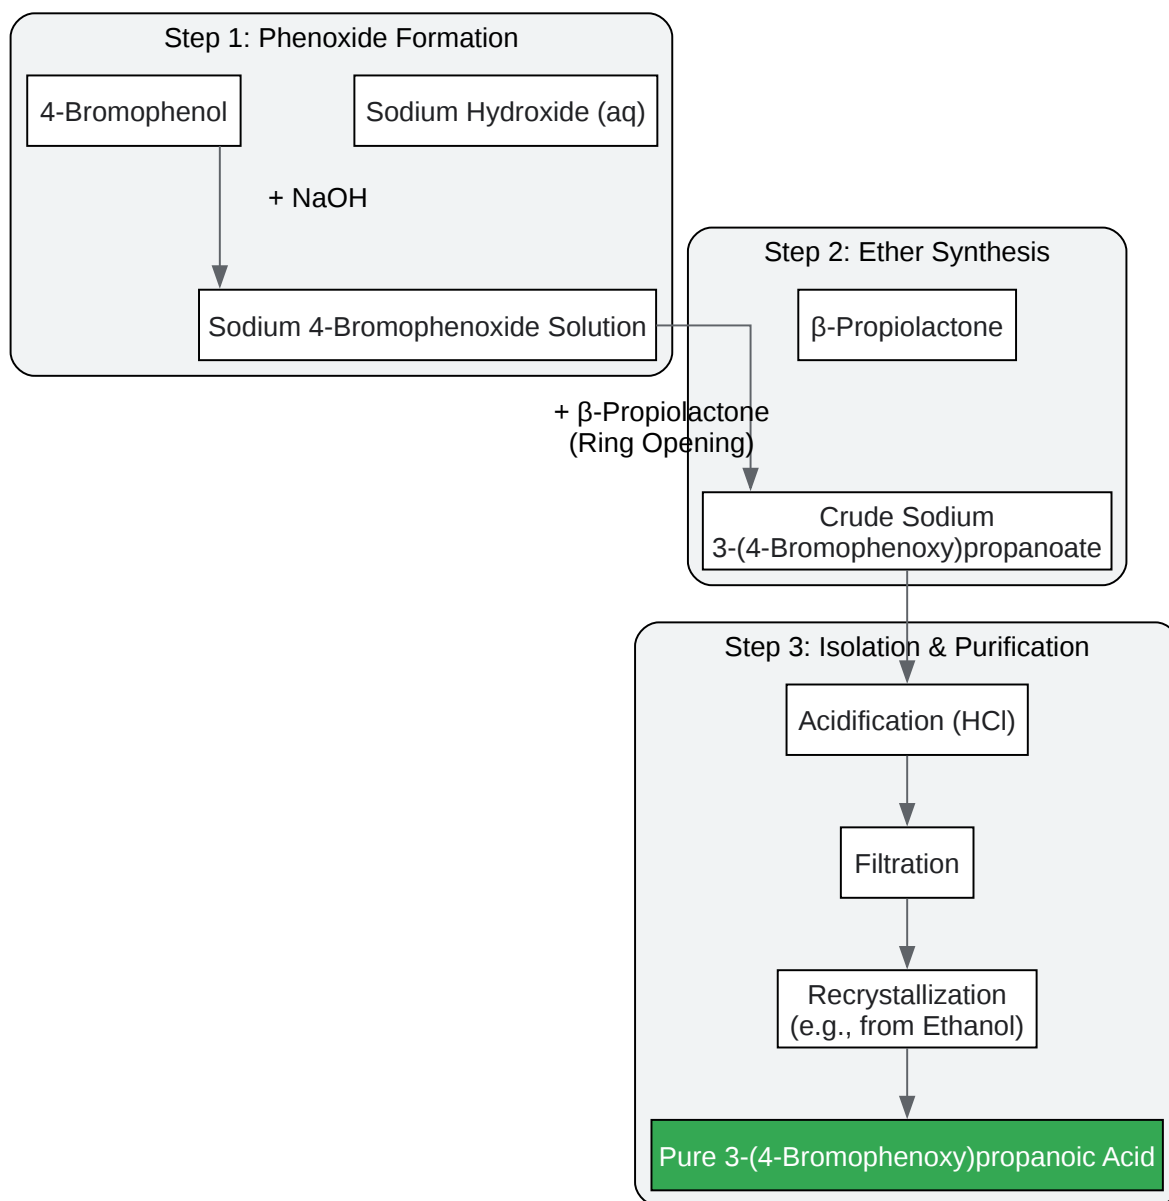 Step 1: Phenoxide Formation
4-Bromophenol
Sodium Hydroxide (aq)
+ NaOH
Sodium 4-Bromophenoxide Solution
Step 2: Ether Synthesis
β-Propiolactone
+ β-Propiolactone
(Ring Opening)
Crude Sodium
3-(4-Bromophenoxy)propanoate
Step 3: Isolation & Purification
Acidification (HCl)
Filtration
Recrystallization
(e.g., from Ethanol)
Pure 3-(4-Bromophenoxy)propanoic Acid